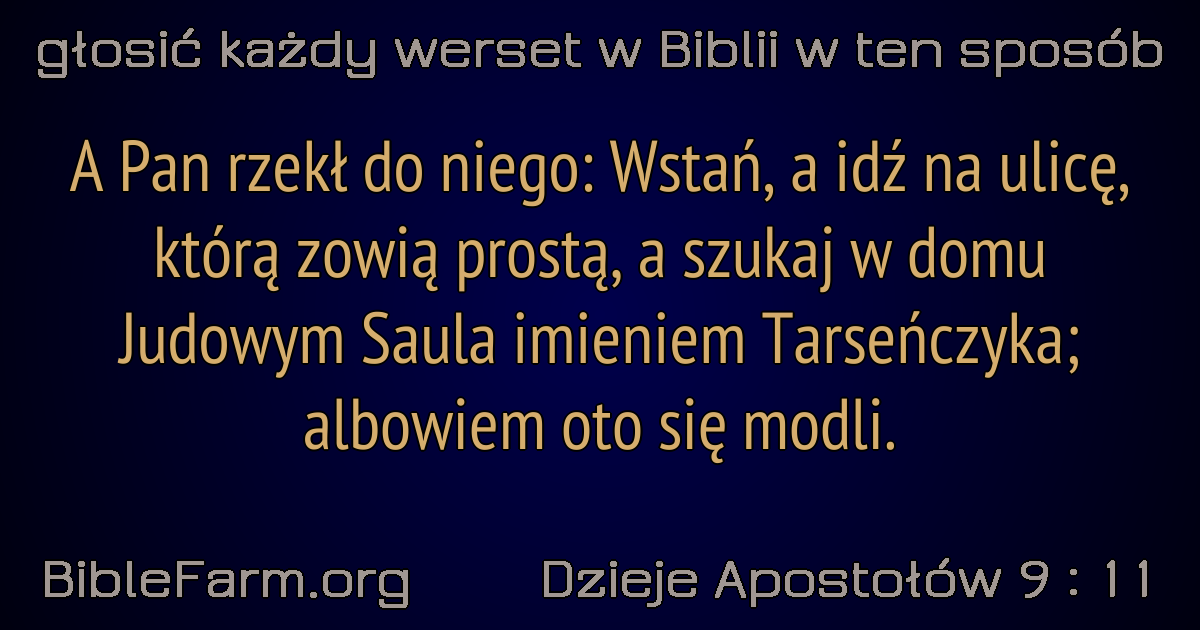 głosić każdy werset w Biblii w ten sposób
A Pan rzekł do niego: Wstań, a idź na ulicę,
którą zowią prostą, a szukaj w domu
Judowym Saula imieniem Tarseńczyka;
albowiem oto się modli.
BibleFarm.org Dzieje Apostołów 9 : 11